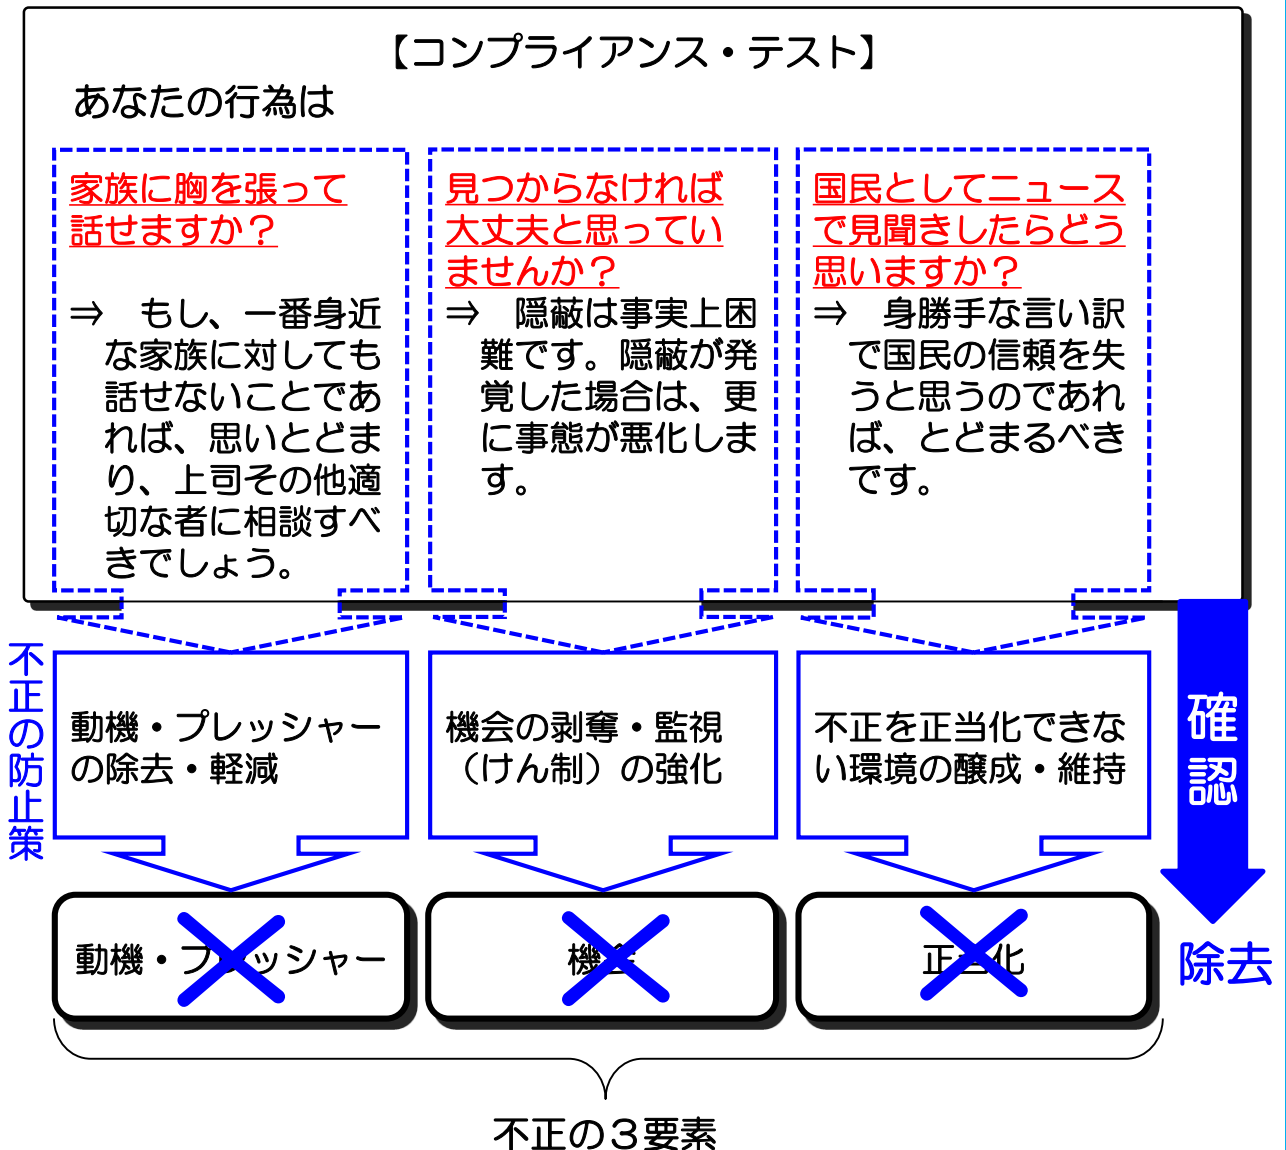 【コンプライアンス・テスト】
あなたの行為は
家族に胸を張って
話せますか？
⇒　もし、一番身近
な家族に対しても
話せないことであ
れば、思いとどま
り、上司その他適
切な者に相談すべ
きでしょう。
見つからなければ
大丈夫と思ってい
ませんか？
⇒　隠蔽は事実上困
難です。隠蔽が発
覚した場合は、更
に事態が悪化しま
す。
国民としてニュース
で見聞きしたらどう
思いますか？
⇒　身勝手な言い訳
で国民の信頼を失
うと思うのであれ
ば、とどまるべき
です。
不正の防止策
動機・プレッシャー
の除去・軽減
機会の剥奪・監視
（けん制）の強化
不正を正当化できな
い環境の醸成・維持
確認
動機・プレッシャー
機会
正当化
除去
不正の３要素